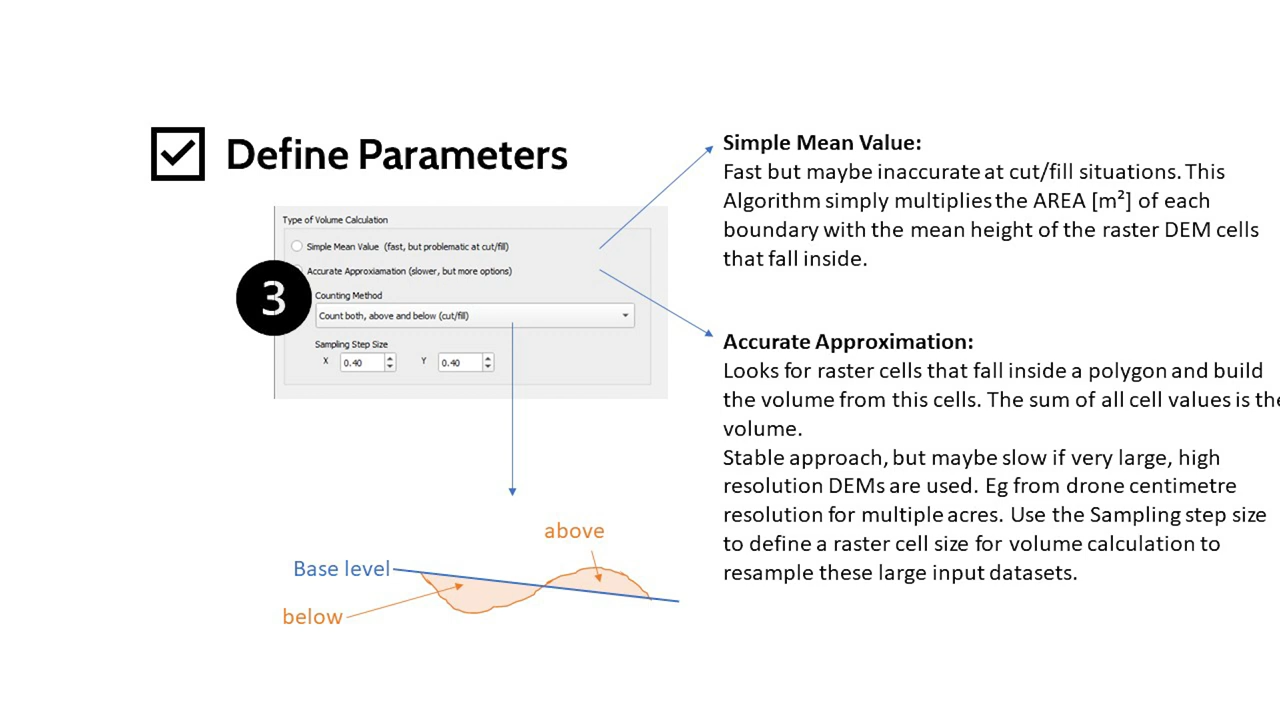 Define Parameters
Type of Volume Calculation
Simple Mean Value (fast, but problematic at cut/fill)
Accurate Approxiamation (slower, but more options)
3
Counting Method
Count both, above and below (cut/fill)
Sampling Step Size
X 0.40 Y 0.40
above
Base level
below
Simple Mean Value:
Fast but maybe inaccurate at cut/fill situations. This
Algorithm simply multiplies the AREA [m²] of each
boundary with the mean height of the raster DEM cells
that fall inside.
Accurate Approximation:
Looks for raster cells that fall inside a polygon and build
the volume from this cells. The sum of all cell values is the
volume.
Stable approach, but maybe slow if very large, high
resolution DEMs are used. Eg from drone centimetre
resolution for multiple acres. Use the Sampling step size
to define a raster cell size for volume calculation to
resample these large input datasets.